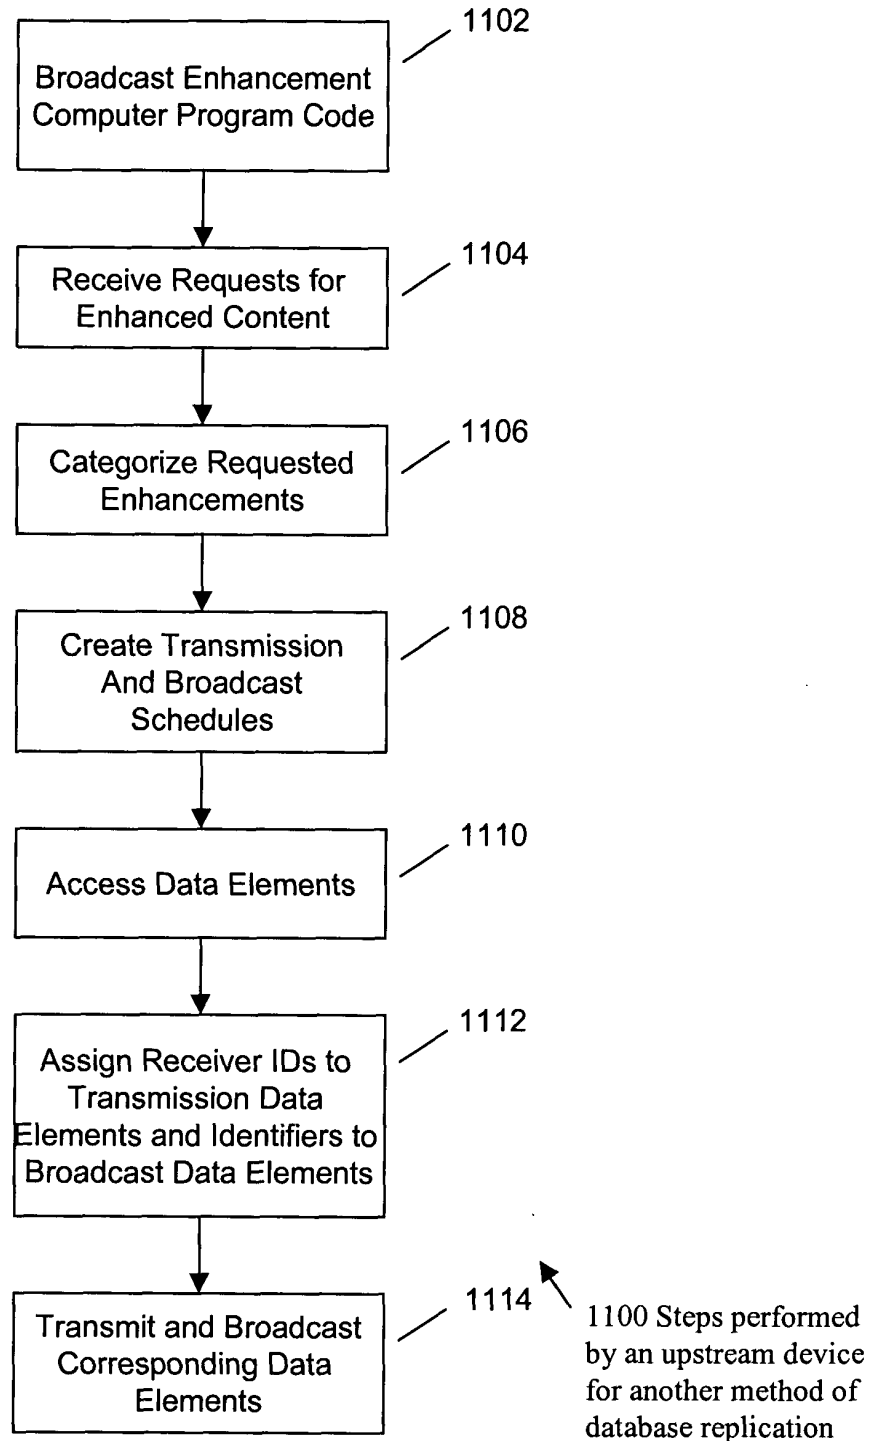 1102
Broadcast Enhancement
Computer Program Code
1104
Receive Requests for
Enhanced Content
1106
Categorize Requested
Enhancements
1108
Create Transmission
And Broadcast
Schedules
1110
Access Data Elements
1112
Assign Receiver IDs to
Transmission Data
Elements and Identifiers to
Broadcast Data Elements
1114
Transmit and Broadcast
Corresponding Data
Elements
1100 Steps performed
by an upstream device
for another method of
database replication